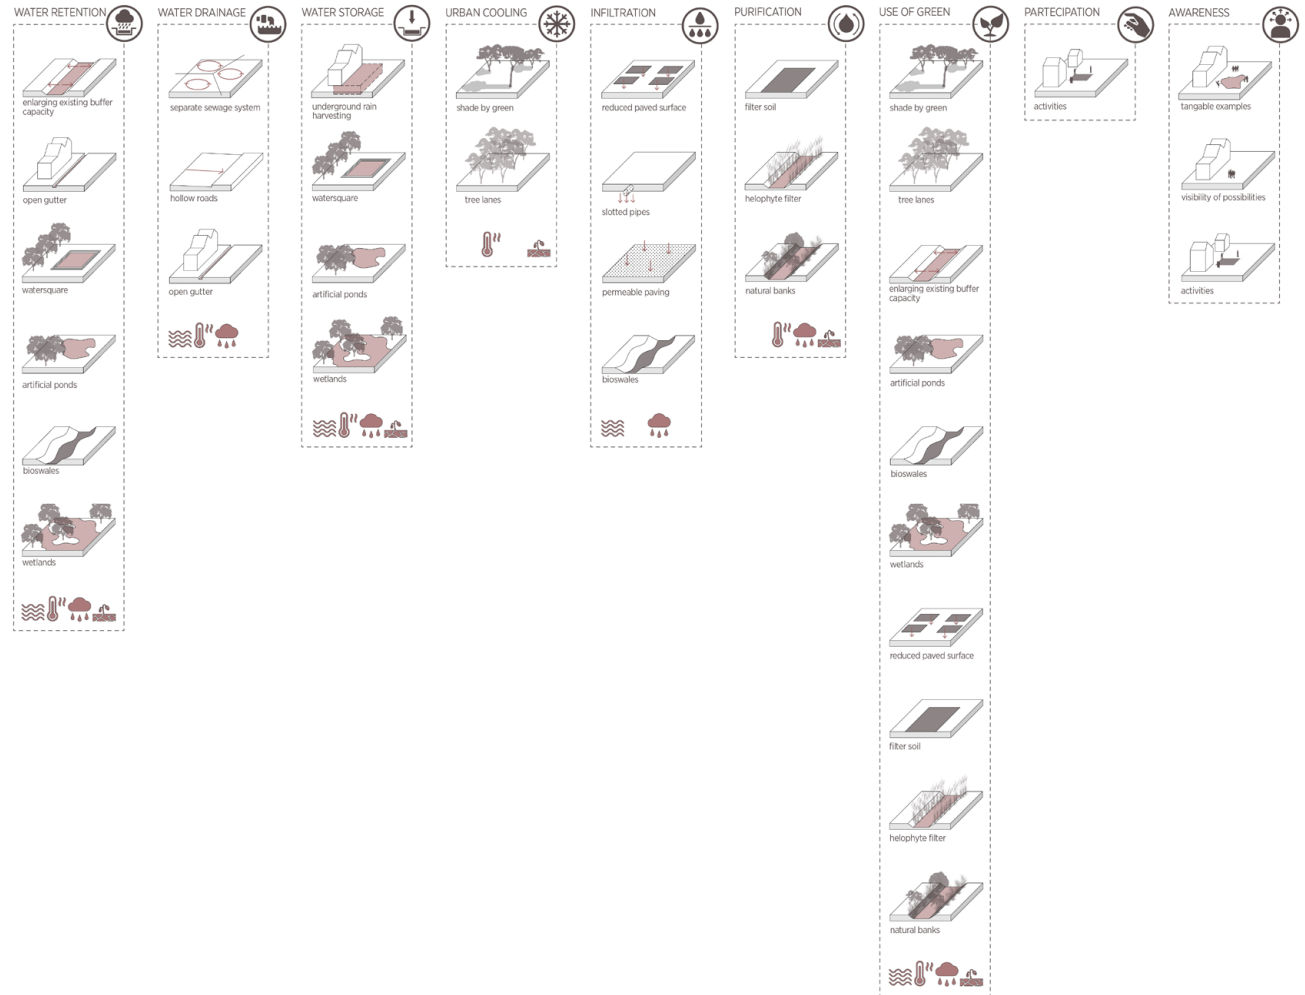 WATER RETENTION
enlarging existing buffer
capacity
open gutter
watersquare
artificial ponds
bioswales
wetlands
WATER DRAINAGE
separate sewage system
hollow roads
open gutter
WATER STORAGE
underground rain
harvesting
watersquare
artificial ponds
wetlands
URBAN COOLING
shade by green
tree lanes
INFILTRATION
reduced paved surface
slotted pipes
permeable paving
bioswales
PURIFICATION
filter soil
helophyte filter
natural banks
USE OF GREEN
shade by green
tree lanes
enlarging existing buffer
capacity
artificial ponds
bioswales
wetlands
reduced paved surface
filter soil
helophyte filter
natural banks
PARTECIPATION
activities
AWARENESS
tangable examples
visibility of possibilities
activities